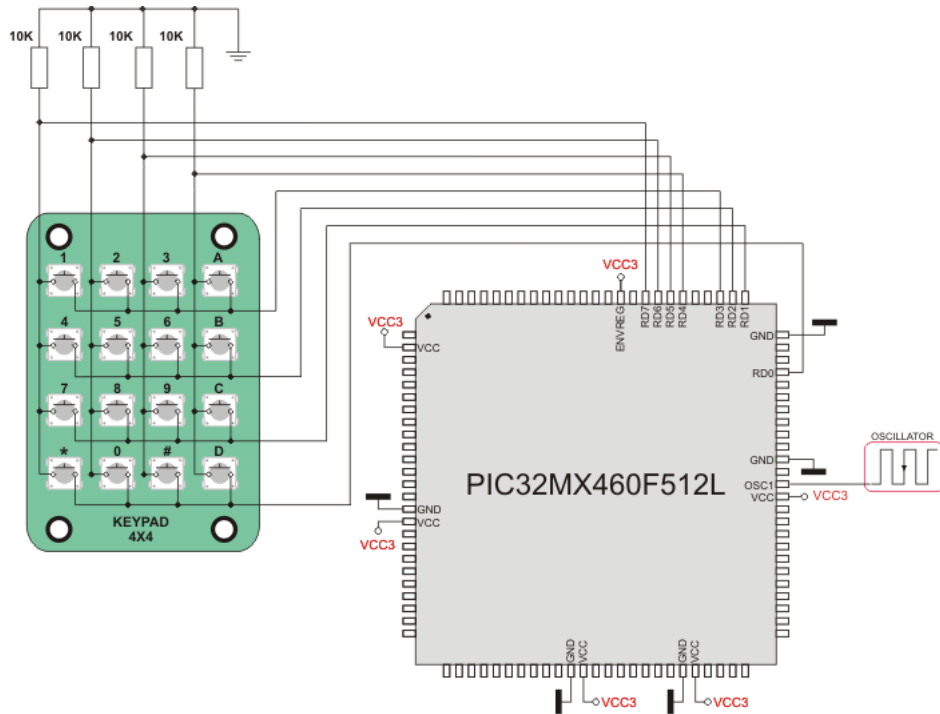 10K 10K 10K 10K
1 2 3 A
4 5 6 B
7 8 9 C
* 0 # D
KEYPAD
4X4
VCC3
ENVREG RD7 RD6 RD5 RD4 RD3 RD2 RD1
VCC3
VCC
GND
RD0
OSCILLATOR
GND
PIC32MX460F512L
OSC1
VCC VCC3
GND
VCC
VCC3
GND VCC GND VCC
VCC3 VCC3